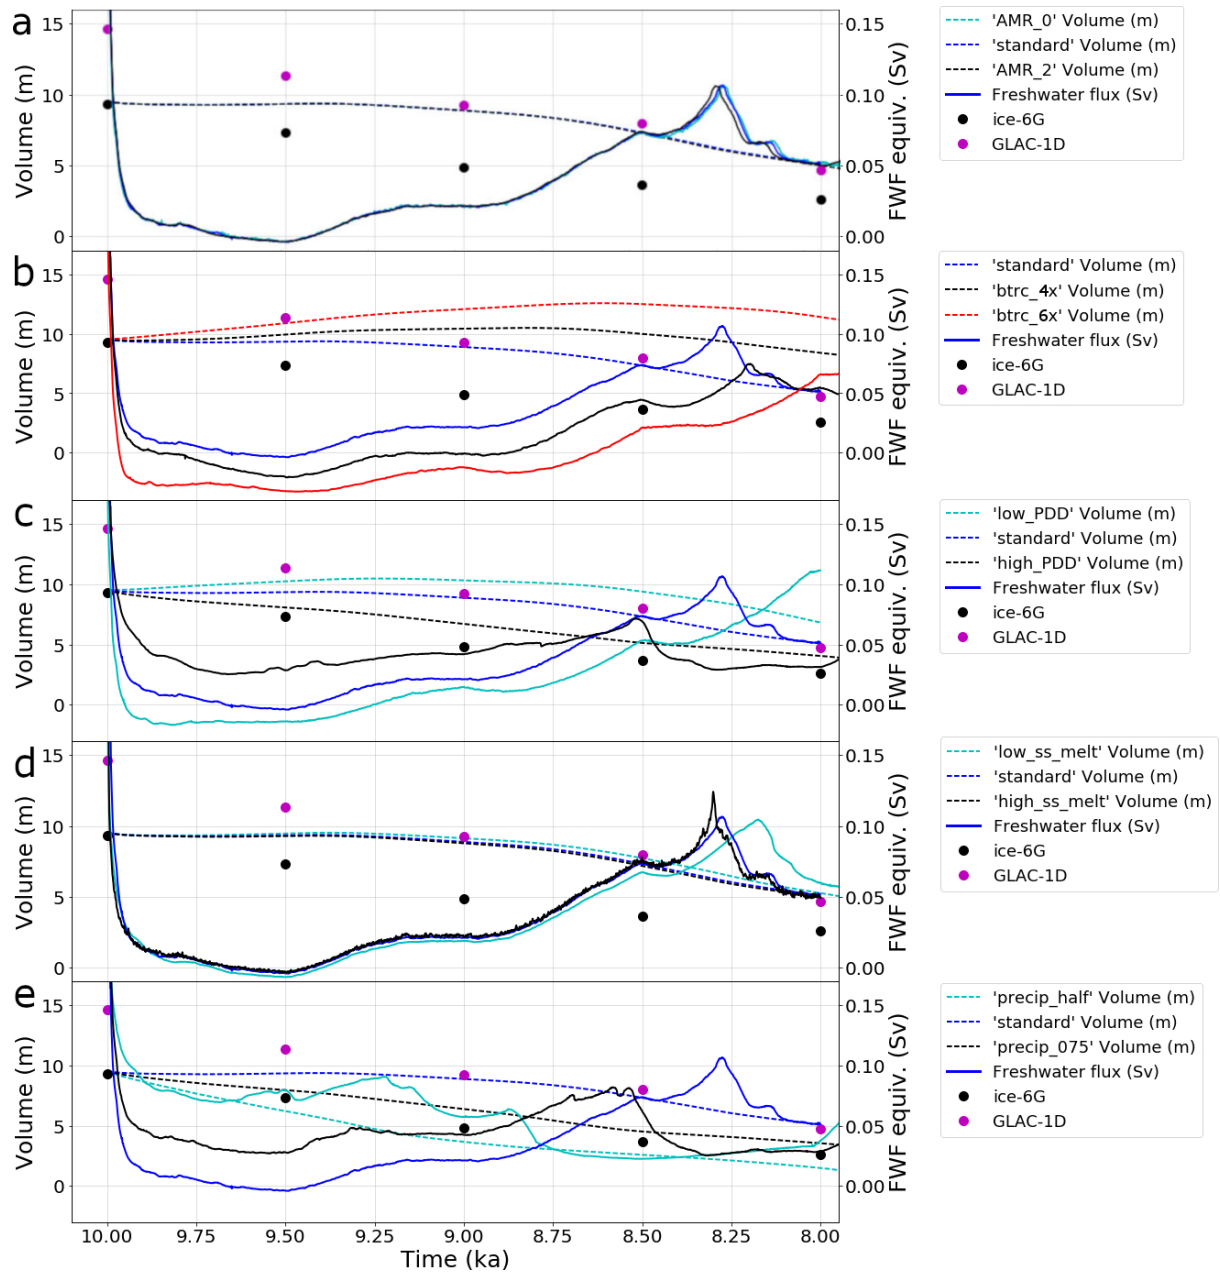 a
15
10
5
0
Volume (m)
0.15
0.10
0.05
0.00
FWF equiv. (Sv)
'AMR_0' Volume (m)
'standard' Volume (m)
'AMR_2' Volume (m)
Freshwater flux (Sv)
ice-6G
GLAC-1D
b
15
10
5
0
Volume (m)
0.15
0.10
0.05
0.00
FWF equiv. (Sv)
'standard' Volume (m)
'btrc_4x' Volume (m)
'btrc_6x' Volume (m)
Freshwater flux (Sv)
ice-6G
GLAC-1D
c
15
10
5
0
Volume (m)
0.15
0.10
0.05
0.00
FWF equiv. (Sv)
'low_PDD' Volume (m)
'standard' Volume (m)
'high_PDD' Volume (m)
Freshwater flux (Sv)
ice-6G
GLAC-1D
d
15
10
5
0
Volume (m)
0.15
0.10
0.05
0.00
FWF equiv. (Sv)
'low_ss_melt' Volume (m)
'standard' Volume (m)
'high_ss_melt' Volume (m)
Freshwater flux (Sv)
ice-6G
GLAC-1D
e
15
10
5
0
Volume (m)
0.15
0.10
0.05
0.00
FWF equiv. (Sv)
'precip_half' Volume (m)
'standard' Volume (m)
'precip_075' Volume (m)
Freshwater flux (Sv)
ice-6G
GLAC-1D
10.00 9.75 9.50 9.25 9.00 8.75 8.50 8.25 8.00
Time (ka)